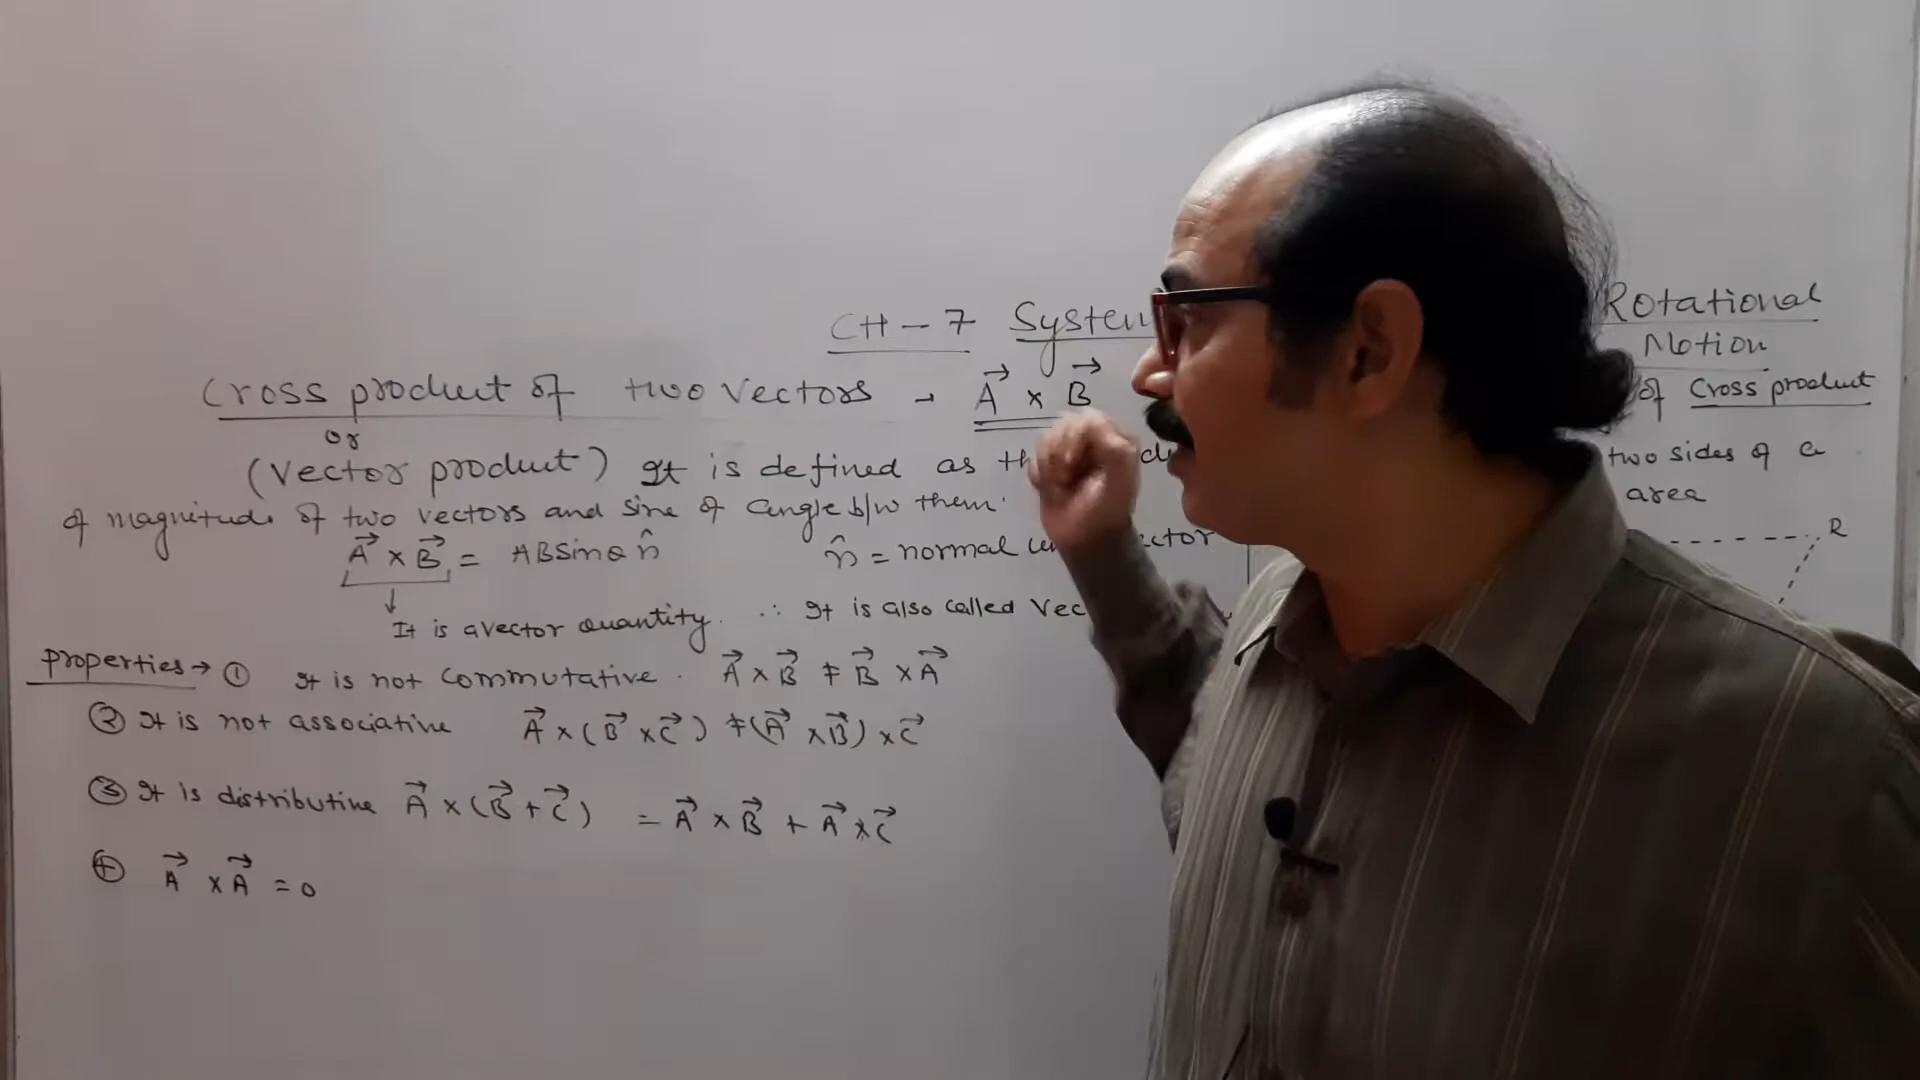 CH - 7 System Rotational
Motion
Cross product of two vectors → A⃗ × B⃗
or
(Vector product) It is defined as th
of magnitude of two vectors and sine of angle b/w them.
A⃗ × B⃗ = ABSinθ n̂
n̂ = normal un ctor
↓
It is a vector quantity. ∴ It is also called Vec
Properties → ① It is not commutative. A⃗ × B⃗ ≠ B⃗ × A⃗
② It is not associative A⃗ × (B⃗ × C⃗) ≠ (A⃗ × B⃗) × C⃗
③ It is distributive A⃗ × (B⃗ + C⃗) = A⃗ × B⃗ + A⃗ × C⃗
④ A⃗ × A⃗ = 0
of Cross product
two sides of a
area
R